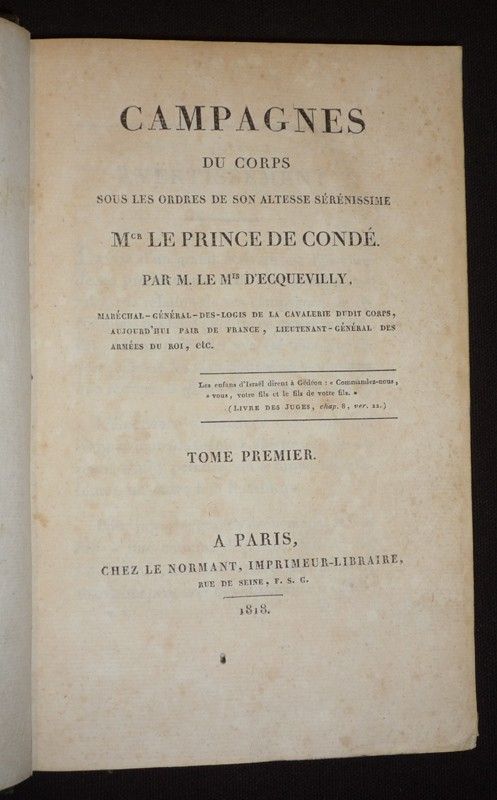 CAMPAGNES
DU CORPS
SOUS LES ORDRES DE SON ALTESSE SÉRÉNISSIME
MGR LE PRINCE DE CONDÉ.
PAR M. LE MIS D'ECQUEVILLY,
MARÉCHAL-GÉNÉRAL-DES-LOGIS DE LA CAVALERIE DUDIT CORPS,
AUJOURD'HUI PAIR DE FRANCE, LIEUTENANT-GÉNÉRAL DES
ARMÉES DU ROI, etc.
Les enfans d'Israël dirent à Gédéon : « Commandez-nous,
» vous, votre fils et le fils de votre fils. »
(LIVRE DES JUGES, chap. 8, ver. 22.)
TOME PREMIER.
A PARIS,
CHEZ LE NORMANT, IMPRIMEUR-LIBRAIRE,
RUE DE SEINE, F. S. G.
1818.